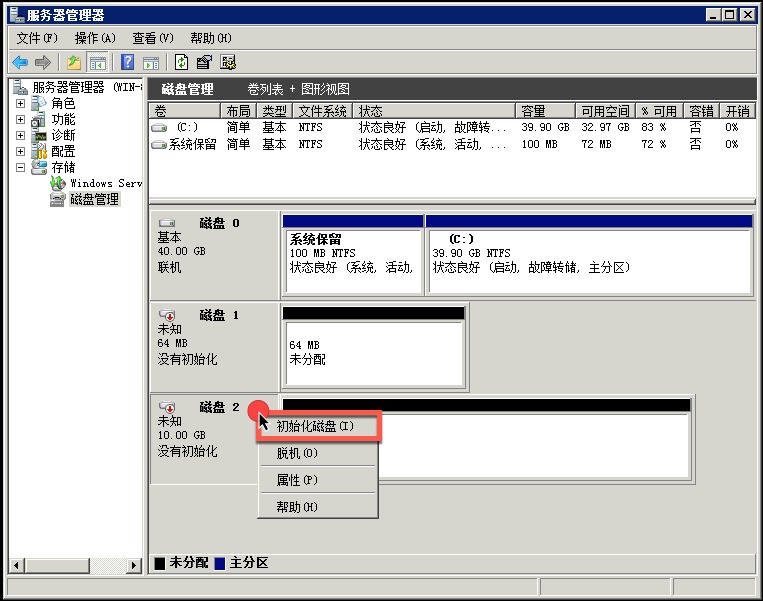 服务器管理器
文件(F) 操作(A) 查看(V) 帮助(H)
服务器管理器 (WIN-
角色
功能
诊断
配置
存储
Windows Serv
磁盘管理
磁盘管理 卷列表 + 图形视图
卷 布局 类型 文件系统 状态 容量 可用空间 % 可用 容错 开销
(C:) 简单 基本 NTFS 状态良好 (启动, 故障转... 39.90 GB 32.97 GB 83 % 否 0%
系统保留 简单 基本 NTFS 状态良好 (系统, 活动, ... 100 MB 72 MB 72 % 否 0%
磁盘 0
基本
40.00 GB
联机
系统保留
100 MB NTFS
状态良好 (系统, 活动,
(C:)
39.90 GB NTFS
状态良好 (启动, 故障转储, 主分区)
磁盘 1
未知
64 MB
没有初始化
64 MB
未分配
磁盘 2
未知
10.00 GB
没有初始化
初始化磁盘(I)
脱机(O)
属性(P)
帮助(H)
未分配 主分区